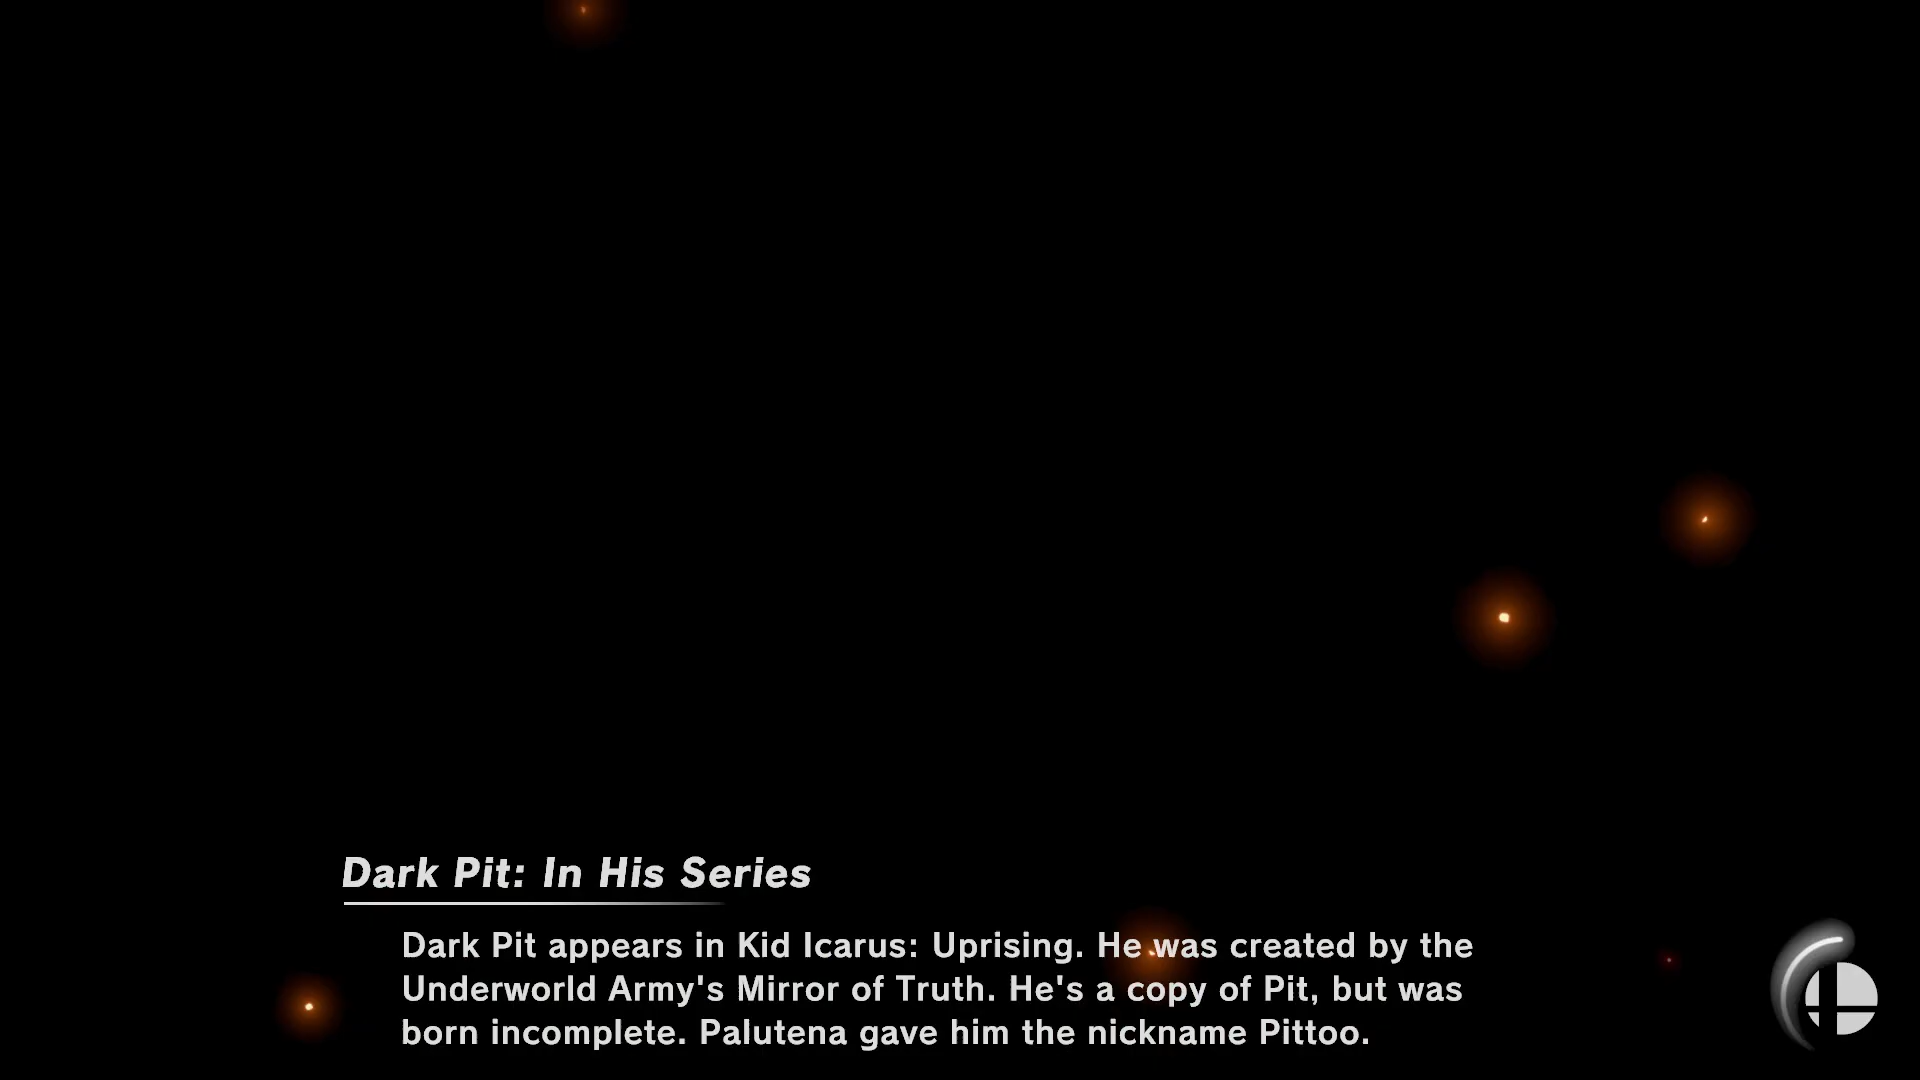 Dark Pit: In His Series
Dark Pit appears in Kid Icarus: Uprising. He was created by the
Underworld Army's Mirror of Truth. He's a copy of Pit, but was
born incomplete. Palutena gave him the nickname Pittoo.